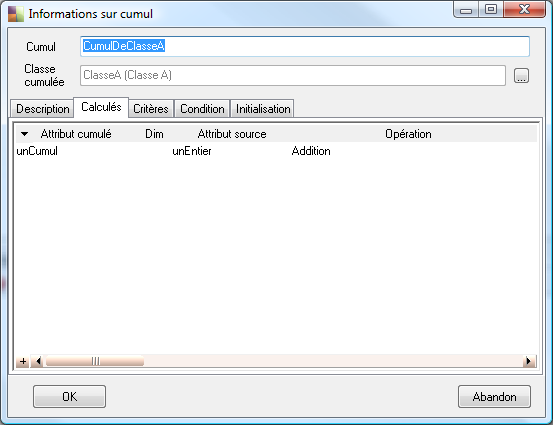 Informations sur cumul
Cumul CumulDeClasseA
Classe cumulée ClasseA (Classe A) ...
Description Calculés Critères Condition Initialisation
Attribut cumulé Dim Attribut source Opération
unCumul unEntier Addition
+
OK Abandon